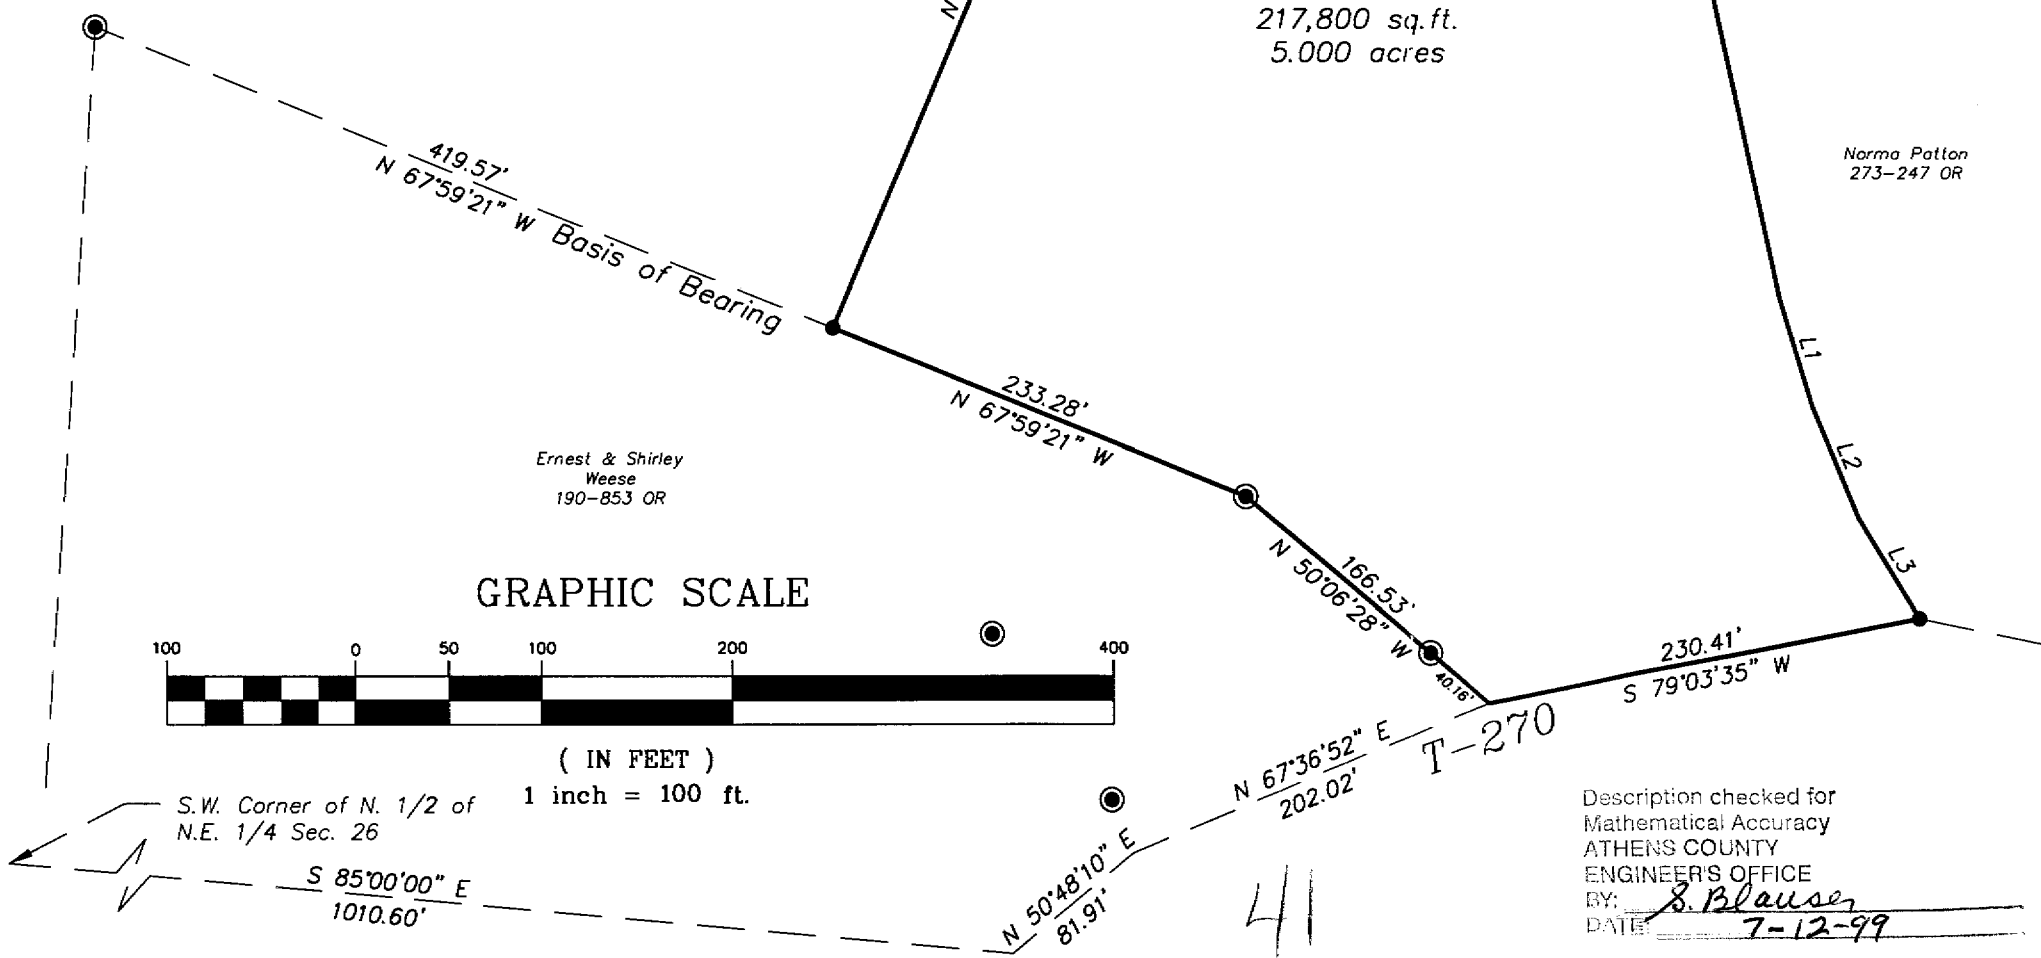 N
217,800 sq.ft.
5.000 acres
Norma Patton
273-247 OR
419.57'
N 67°59'21" W Basis of Bearing
233.28'
N 67°59'21" W
L1
L2
L3
Ernest & Shirley
Weese
190-853 OR
166.53'
N 50°06'28" W
40.16'
230.41'
S 79°03'35" W
T-270
GRAPHIC SCALE
100 0 50 100 200 400
( IN FEET )
1 inch = 100 ft.
S.W. Corner of N. 1/2 of
N.E. 1/4 Sec. 26
S 85°00'00" E
1010.60'
N 50°48'10" E
81.91'
N 67°36'52" E
202.02'
41
Description checked for
Mathematical Accuracy
ATHENS COUNTY
ENGINEER'S OFFICE
BY: S. Blauser
DATE: 7-12-99